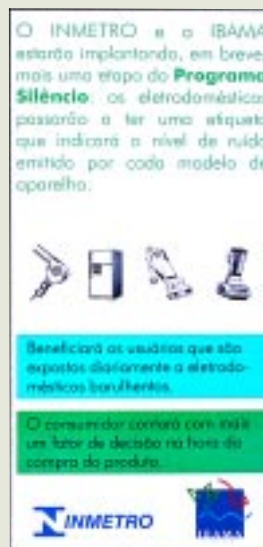 O INMETRO e o IBAMA
estarão implantando, em breve,
mais uma etapa do Programa
Silêncio: os eletrodomésticos
passarão a ter uma etiqueta
que indicará o nível de ruído
emitido por cada modelo de
aparelho.
Beneficiará os usuários que são
expostos diariamente a eletrodo-
mésticos barulhentos.
O consumidor contará com mais
um fator de decisão na hora da
compra do produto.
INMETRO
IBAMA